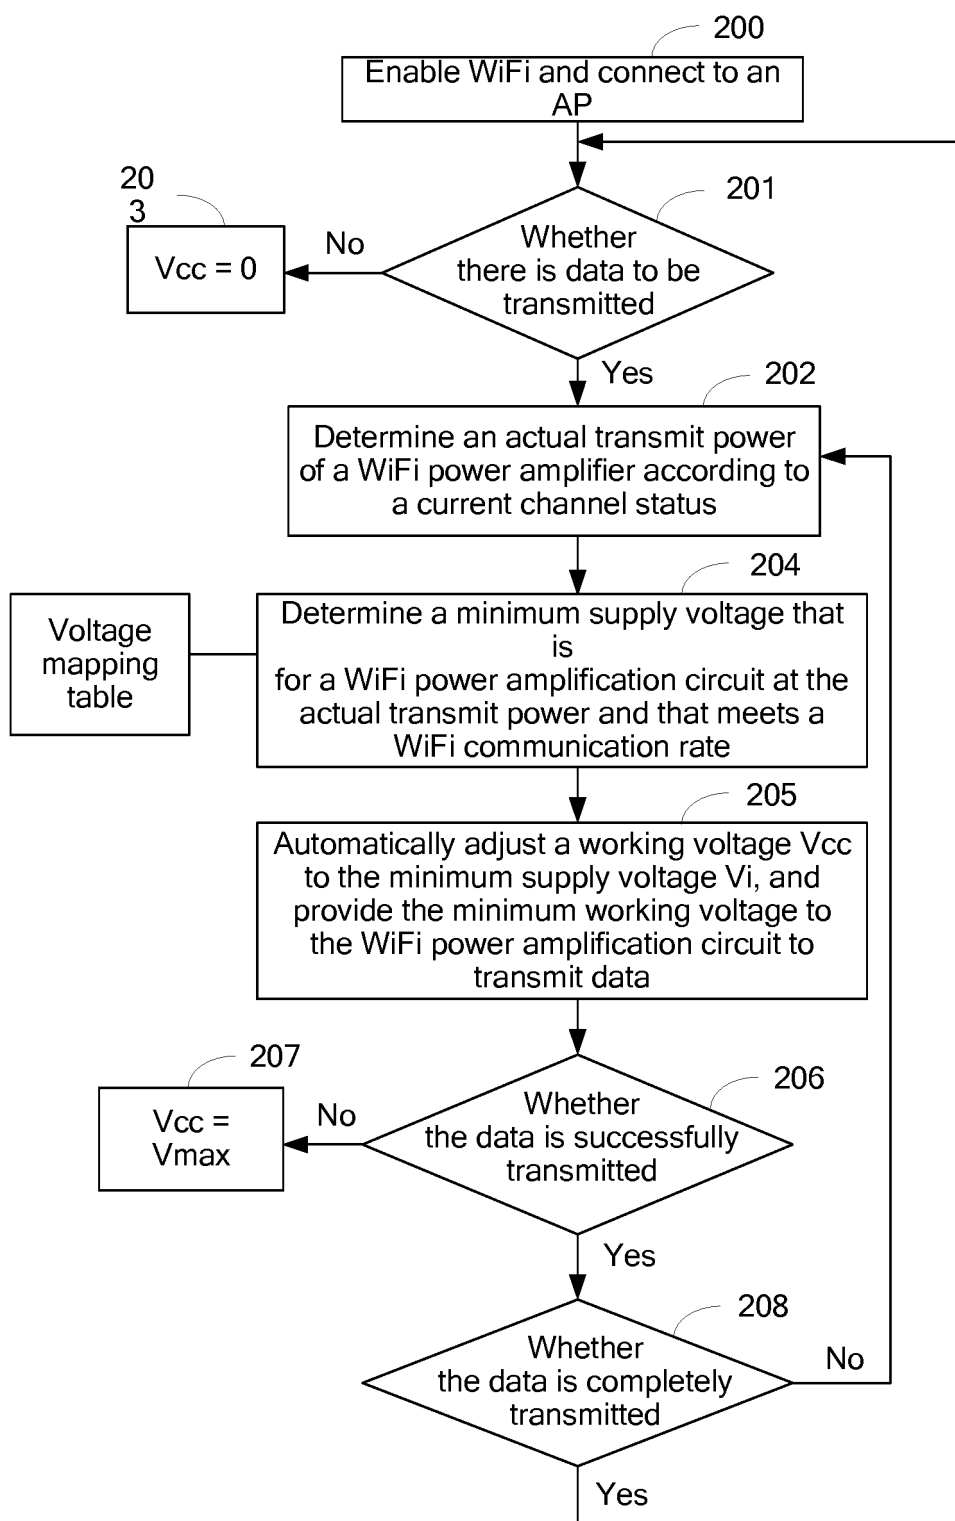 200
Enable WiFi and connect to an
AP
201
20
3
Whether
there is data to be
transmitted
No
Vcc = 0
Yes
202
Determine an actual transmit power
of a WiFi power amplifier according to
a current channel status
204
Voltage
mapping
table
Determine a minimum supply voltage that
is
for a WiFi power amplification circuit at the
actual transmit power and that meets a
WiFi communication rate
205
Automatically adjust a working voltage Vcc
to the minimum supply voltage Vi, and
provide the minimum working voltage to
the WiFi power amplification circuit to
transmit data
207
206
Vcc =
Vmax
No
Whether
the data is successfully
transmitted
Yes
208
Whether
the data is completely
transmitted
No
Yes